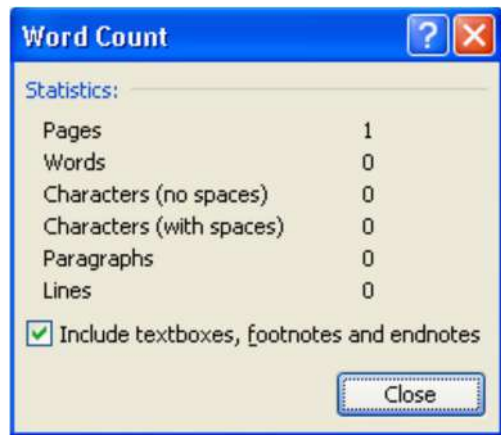 Word Count
Statistics:
Pages 1
Words 0
Characters (no spaces) 0
Characters (with spaces) 0
Paragraphs 0
Lines 0
Include textboxes, footnotes and endnotes
Close